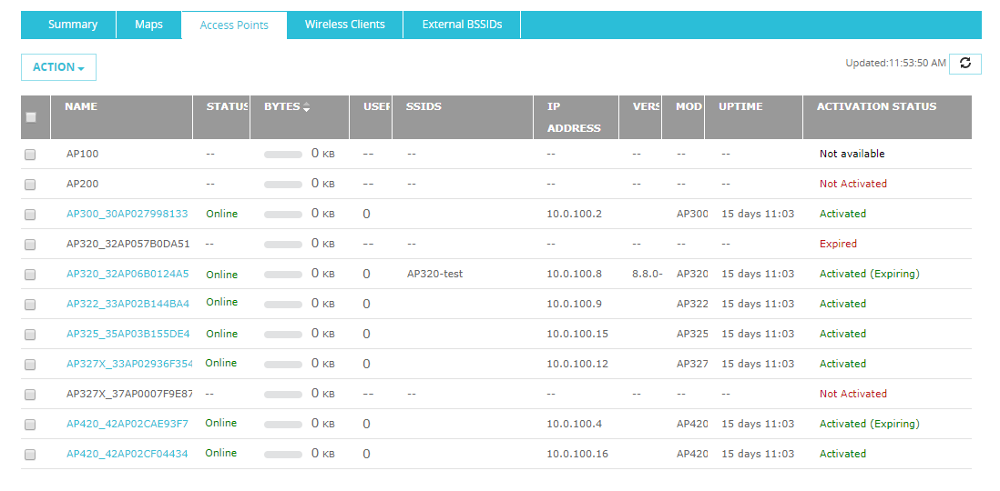 Summary Maps Access Points Wireless Clients External BSSIDs
ACTION Updated:11:53:50 AM
NAME STATUS BYTES USER SSIDS IP ADDRESS VERS MOD UPTIME ACTIVATION STATUS
AP100 -- 0 KB -- -- -- -- -- -- Not available
AP200 -- 0 KB -- -- -- -- -- -- Not Activated
AP300_30AP027998133 Online 0 KB 0 10.0.100.2 AP300 15 days 11:03 Activated
AP320_32AP057B0DA51 -- 0 KB -- -- -- -- -- -- Expired
AP320_32AP06B0124A5 Online 0 KB 0 AP320-test 10.0.100.8 8.8.0- AP320 15 days 11:03 Activated (Expiring)
AP322_33AP02B144BA4 Online 0 KB 0 10.0.100.9 AP322 15 days 11:03 Activated
AP325_35AP03B155DE4 Online 0 KB 0 10.0.100.15 AP325 15 days 11:03 Activated
AP327X_33AP02936F354 Online 0 KB 0 10.0.100.12 AP327 15 days 11:03 Activated
AP327X_37AP0007F9E87 -- 0 KB -- -- -- -- -- -- Not Activated
AP420_42AP02CAE93F7 Online 0 KB 0 10.0.100.4 AP420 15 days 11:03 Activated (Expiring)
AP420_42AP02CF04434 Online 0 KB 0 10.0.100.16 AP420 15 days 11:03 Activated